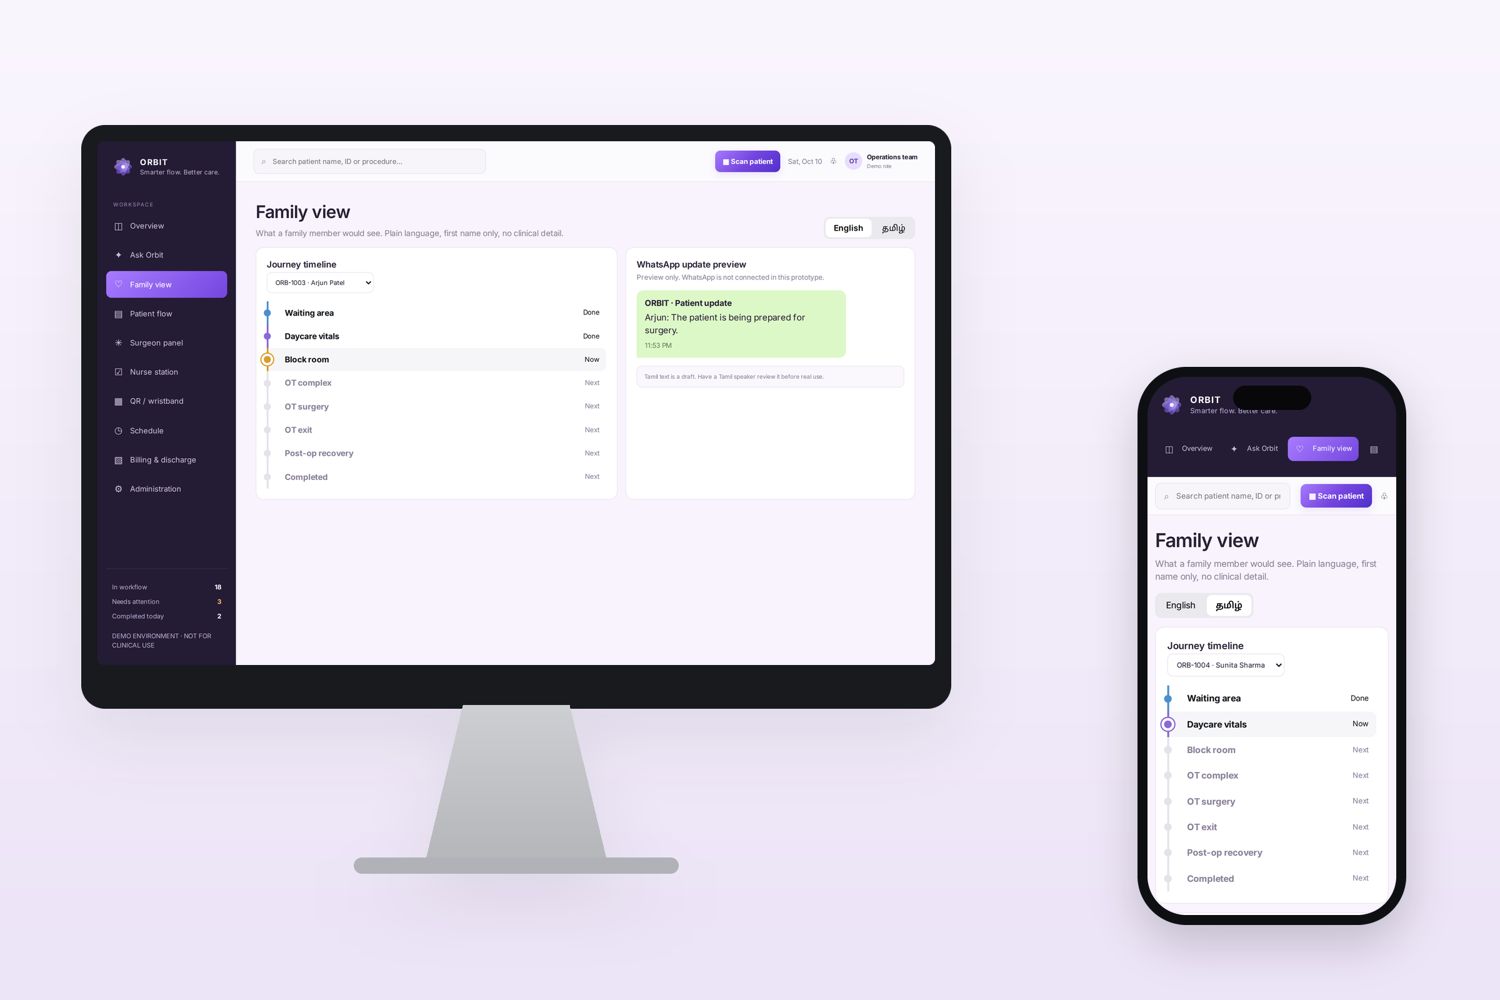 ORBIT
Smarter flow. Better care.
WORKSPACE
Overview
Ask Orbit
Family view
Patient flow
Surgeon panel
Nurse station
QR / wristband
Schedule
Billing & discharge
Administration
In workflow 18
Needs attention 3
Completed today 2
DEMO ENVIRONMENT · NOT FOR
CLINICAL USE
Search patient name, ID or procedure...
Scan patient
Sat, Oct 10
OT
Operations team
Demo site
Family view
What a family member would see. Plain language, first name only, no clinical detail.
English தமிழ்
Journey timeline
ORB-1003 · Arjun Patel
Waiting area Done
Daycare vitals Done
Block room Now
OT complex Next
OT surgery Next
OT exit Next
Post-op recovery Next
Completed Next
WhatsApp update preview
Preview only. WhatsApp is not connected in this prototype.
ORBIT · Patient update
Arjun: The patient is being prepared for
surgery.
11:53 PM
Tamil text is a draft. Have a Tamil speaker review it before real use.
ORBIT
Smarter flow. Better care.
Overview Ask Orbit Family view
Search patient name, ID or pr
Scan patient
Family view
What a family member would see. Plain language, first
name only, no clinical detail.
English தமிழ்
Journey timeline
ORB-1004 · Sunita Sharma
Waiting area Done
Daycare vitals Now
Block room Next
OT complex Next
OT surgery Next
OT exit Next
Post-op recovery Next
Completed Next